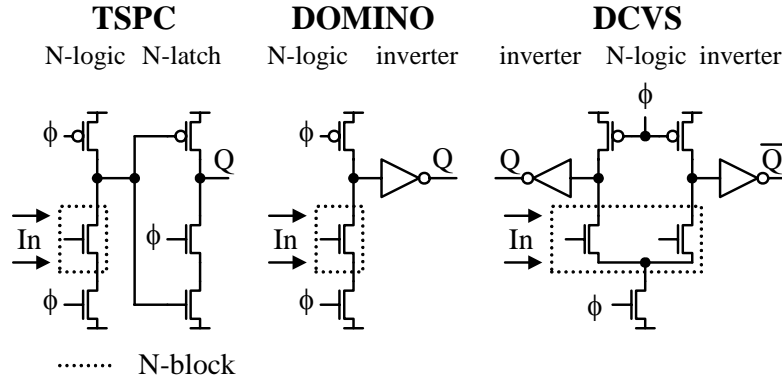 TSPC DOMINO DCVS
N-logic N-latch N-logic inverter inverter N-logic inverter
ϕ
ϕ ϕ
Q Q Q Q̅
In ϕ In In
ϕ ϕ ϕ
N-block